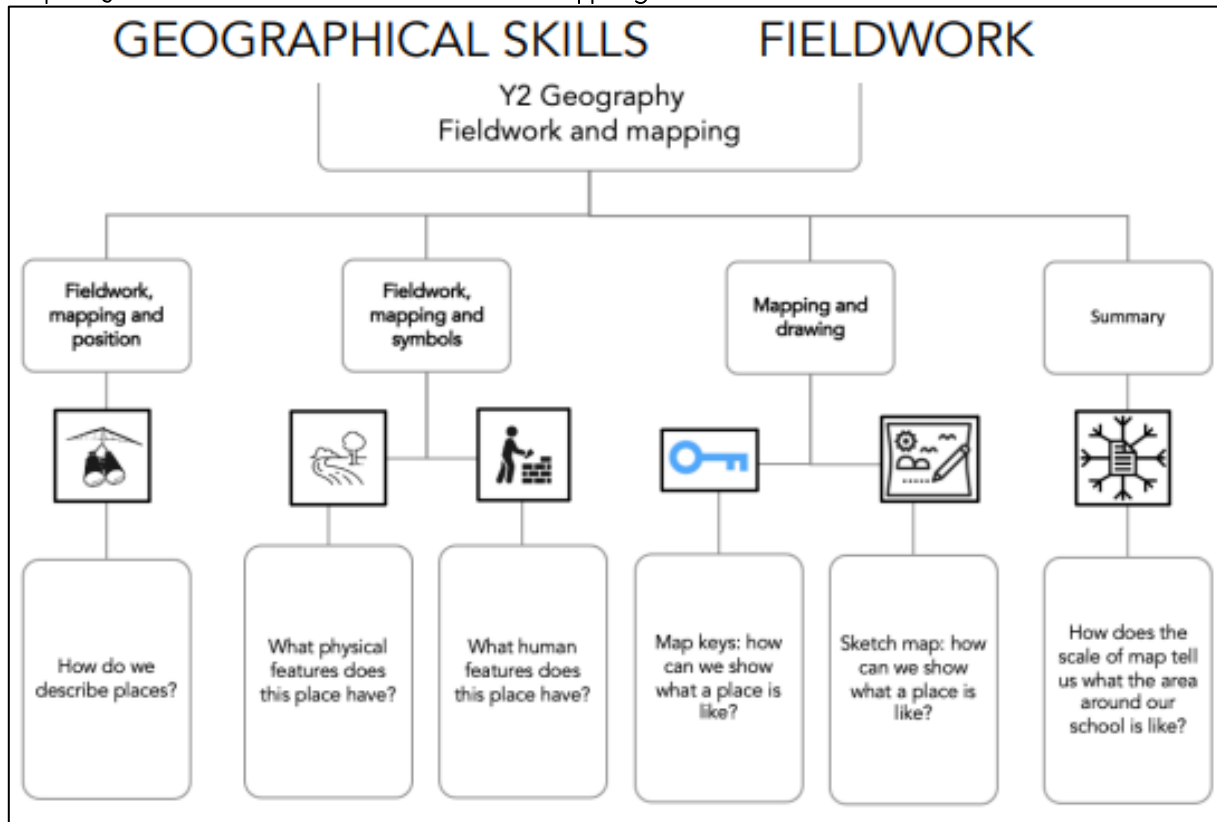 GEOGRAPHICAL SKILLS FIELDWORK
Y2 Geography
Fieldwork and mapping
Fieldwork,
mapping and
position
Fieldwork,
mapping and
symbols
Mapping and
drawing
Summary
How do we
describe places?
What physical
features does
this place have?
What human
features does
this place have?
Map keys: how
can we show
what a place is
like?
Sketch map: how
can we show
what a place is
like?
How does the
scale of map tell
us what the area
around our
school is like?